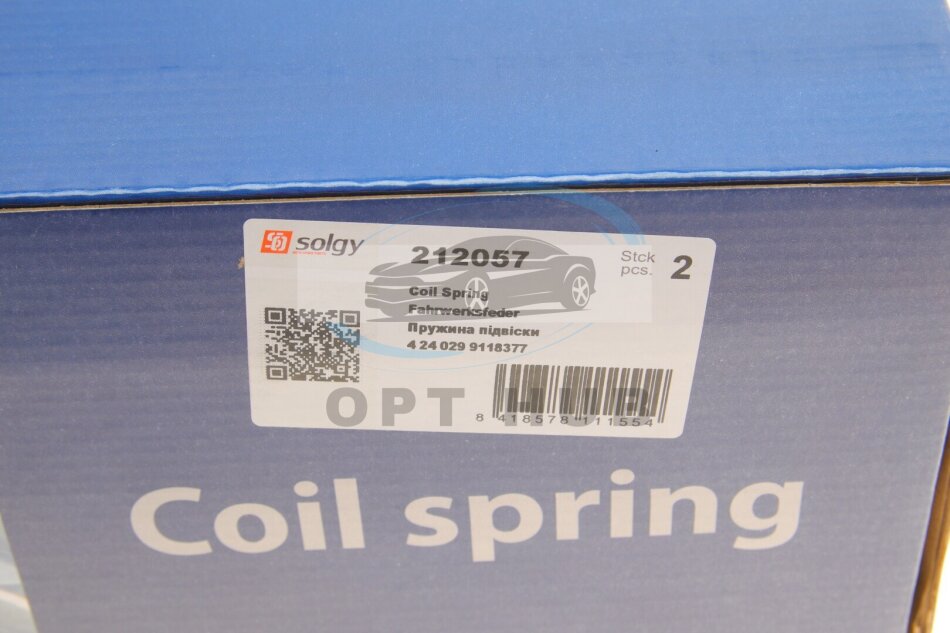 solgy
212057
Stck
pcs. 2
Coil Spring
Fahrwerksfeder
Пружина підвіски
4 24 029 9118377
8 418578 111554
OPT HUB
Coil spring